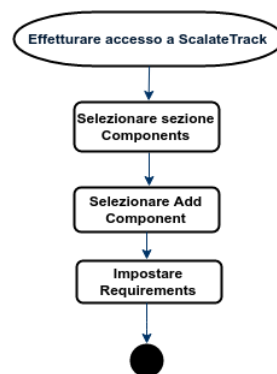 Effetturare accesso a ScalateTrack
Selezionare sezione
Components
Selezionare Add
Component
Impostare
Requirements